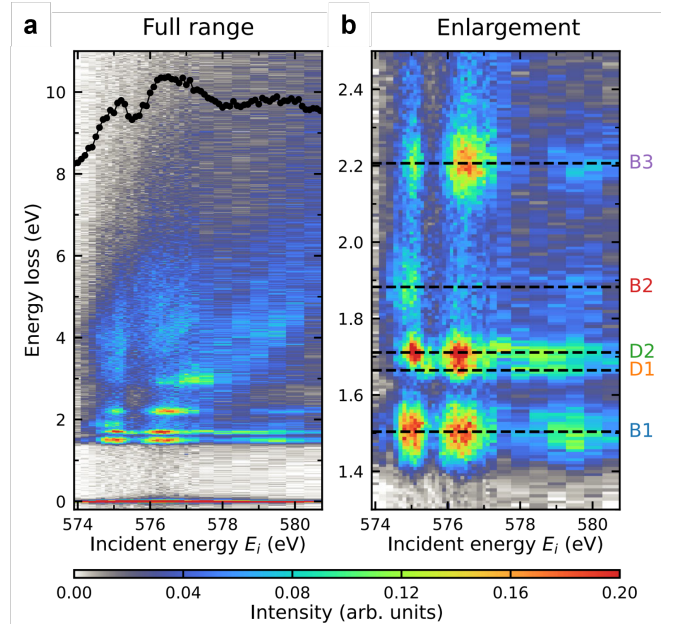 a Full range
b Enlargement
10
8
6
4
2
0
Energy loss (eV)
574 576 578 580
Incident energy E_i (eV)
2.4
2.2
2.0
1.8
1.6
1.4
574 576 578 580
Incident energy E_i (eV)
B3
B2
D2
D1
B1
0.00 0.04 0.08 0.12 0.16 0.20
Intensity (arb. units)